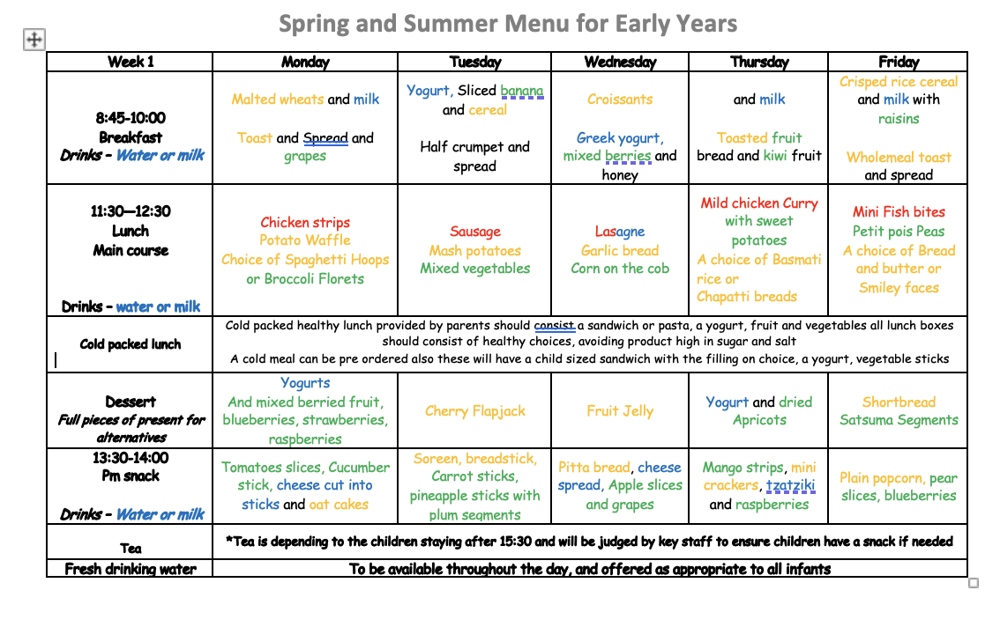 Spring and Summer Menu for Early Years
Week 1
Monday
Tuesday
Wednesday
Thursday
Friday
8:45-10:00
Breakfast
Drinks – Water or milk
Malted wheats and milk
Toast and Spread and
grapes
Yogurt, Sliced banana
and cereal
Half crumpet and
spread
Croissants
Greek yogurt,
mixed berries and
honey
and milk
Toasted fruit
bread and kiwi fruit
Crisped rice cereal
and milk with
raisins
Wholemeal toast
and spread
11:30—12:30
Lunch
Main course
Drinks – water or milk
Chicken strips
Potato Waffle
Choice of Spaghetti Hoops
or Broccoli Florets
Sausage
Mash potatoes
Mixed vegetables
Lasagne
Garlic bread
Corn on the cob
Mild chicken Curry
with sweet
potatoes
A choice of Basmati
rice or
Chapatti breads
Mini Fish bites
Petit pois Peas
A choice of Bread
and butter or
Smiley faces
Cold packed lunch
Cold packed healthy lunch provided by parents should consist a sandwich or pasta, a yogurt, fruit and vegetables all lunch boxes
should consist of healthy choices, avoiding product high in sugar and salt
A cold meal can be pre ordered also these will have a child sized sandwich with the filling on choice, a yogurt, vegetable sticks
Dessert
Full pieces of present for
alternatives
Yogurts
And mixed berried fruit,
blueberries, strawberries,
raspberries
Cherry Flapjack
Fruit Jelly
Yogurt and dried
Apricots
Shortbread
Satsuma Segments
13:30-14:00
Pm snack
Drinks – Water or milk
Tomatoes slices, Cucumber
stick, cheese cut into
sticks and oat cakes
Soreen, breadstick,
Carrot sticks,
pineapple sticks with
plum segments
Pitta bread, cheese
spread, Apple slices
and grapes
Mango strips, mini
crackers, tzatziki
and raspberries
Plain popcorn, pear
slices, blueberries
Tea
*Tea is depending to the children staying after 15:30 and will be judged by key staff to ensure children have a snack if needed
Fresh drinking water
To be available throughout the day, and offered as appropriate to all infants